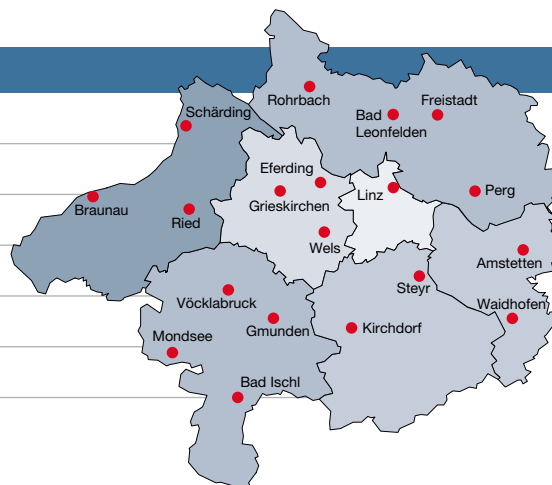 Schärding
Rohrbach
Freistadt
Bad
Leonfelden
Eferding
Grieskirchen
Linz
Perg
Braunau
Ried
Wels
Amstetten
Steyr
Vöcklabruck
Waidhofen
Gmunden
Kirchdorf
Mondsee
Bad Ischl